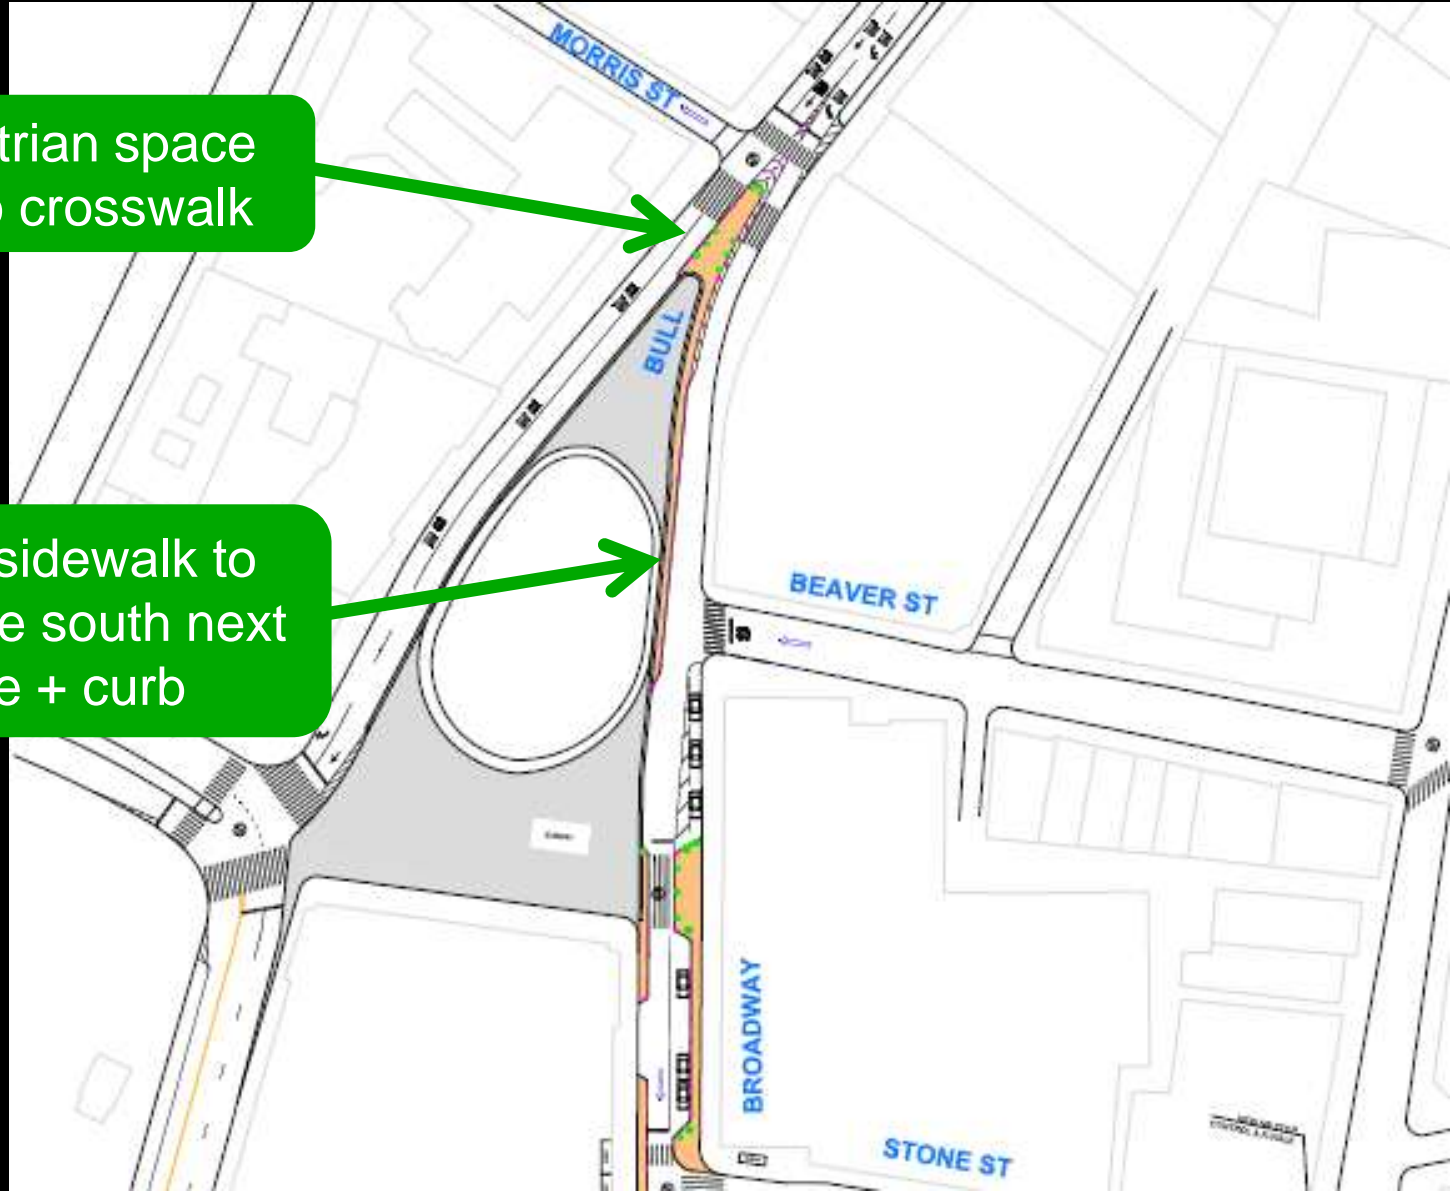 MORRIS ST
trian space
o crosswalk
BULL
sidewalk to
e south next
e + curb
BEAVER ST
BROADWAY
STONE ST